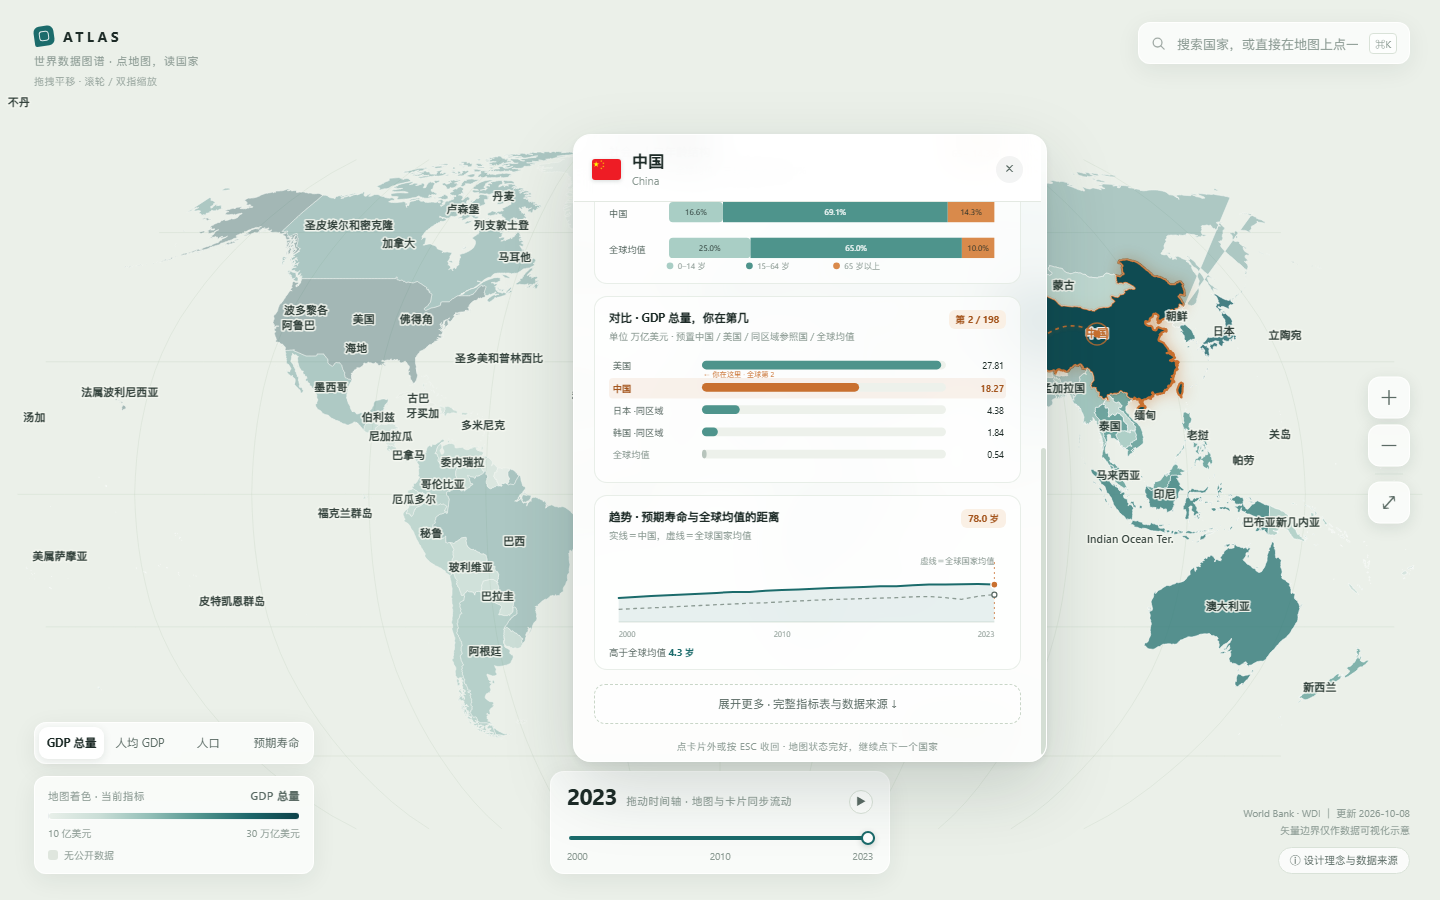 ATLAS
世界数据图谱 · 点地图，读国家
拖拽平移 · 滚轮 / 双指缩放
搜索国家，或直接在地图上点一
⌘K
不丹
丹麦
卢森堡
圣皮埃尔和密克隆
列支敦士登
加拿大
马耳他
波多黎各
阿鲁巴
美国
佛得角
海地
圣多美和普林西比
墨西哥
法属波利尼西亚
汤加
古巴
伯利兹
牙买加
多米尼克
尼加拉瓜
巴拿马
委内瑞拉
哥伦比亚
厄瓜多尔
福克兰群岛
秘鲁
巴西
美属萨摩亚
玻利维亚
巴拉圭
皮特凯恩群岛
阿根廷
中国
China
×
中国
16.6%
69.1%
14.3%
全球均值
25.0%
65.0%
10.0%
0–14 岁
15–64 岁
65 岁以上
对比 · GDP 总量，你在第几
第 2 / 198
单位 万亿美元 · 预置中国 / 美国 / 同区域参照国 / 全球均值
美国
27.81
← 你在这里 · 全球第 2
中国
18.27
日本 ·同区域
4.38
韩国 ·同区域
1.84
全球均值
0.54
趋势 · 预期寿命与全球均值的距离
78.0 岁
实线＝中国，虚线＝全球国家均值
虚线＝全球国家均值
2000
2010
2023
高于全球均值 4.3 岁
展开更多 · 完整指标表与数据来源 ↓
点卡片外或按 ESC 收回 · 地图状态完好，继续点下一个国家
蒙古
朝鲜
中国
日本
立陶宛
孟加拉国
缅甸
泰国
老挝
关岛
帕劳
马来西亚
印尼
巴布亚新几内亚
Indian Ocean Ter.
澳大利亚
新西兰
GDP 总量
人均 GDP
人口
预期寿命
地图着色 · 当前指标
GDP 总量
10 亿美元
30 万亿美元
无公开数据
2023
拖动时间轴 · 地图与卡片同步流动
2000
2010
2023
World Bank · WDI ｜ 更新 2026-10-08
矢量边界仅作数据可视化示意
ⓘ 设计理念与数据来源